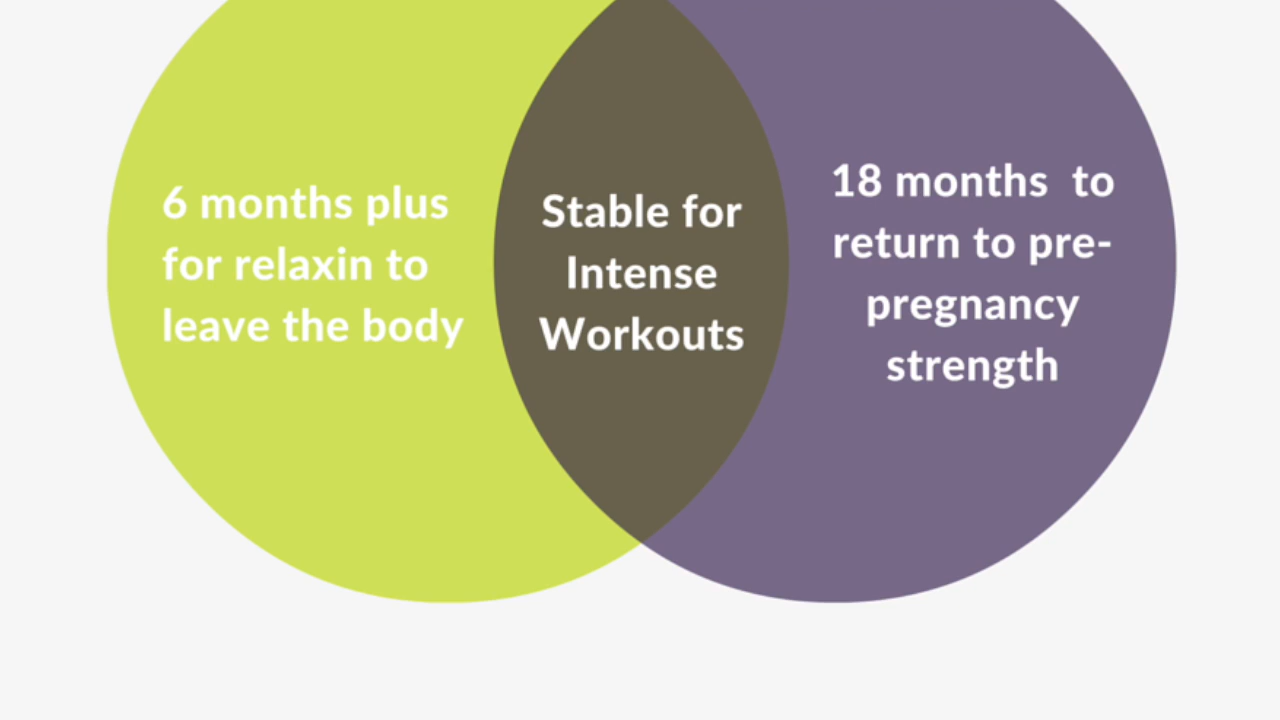 6 months plus
for relaxin to
leave the body
Stable for
Intense
Workouts
18 months  to
return to pre-
pregnancy
strength